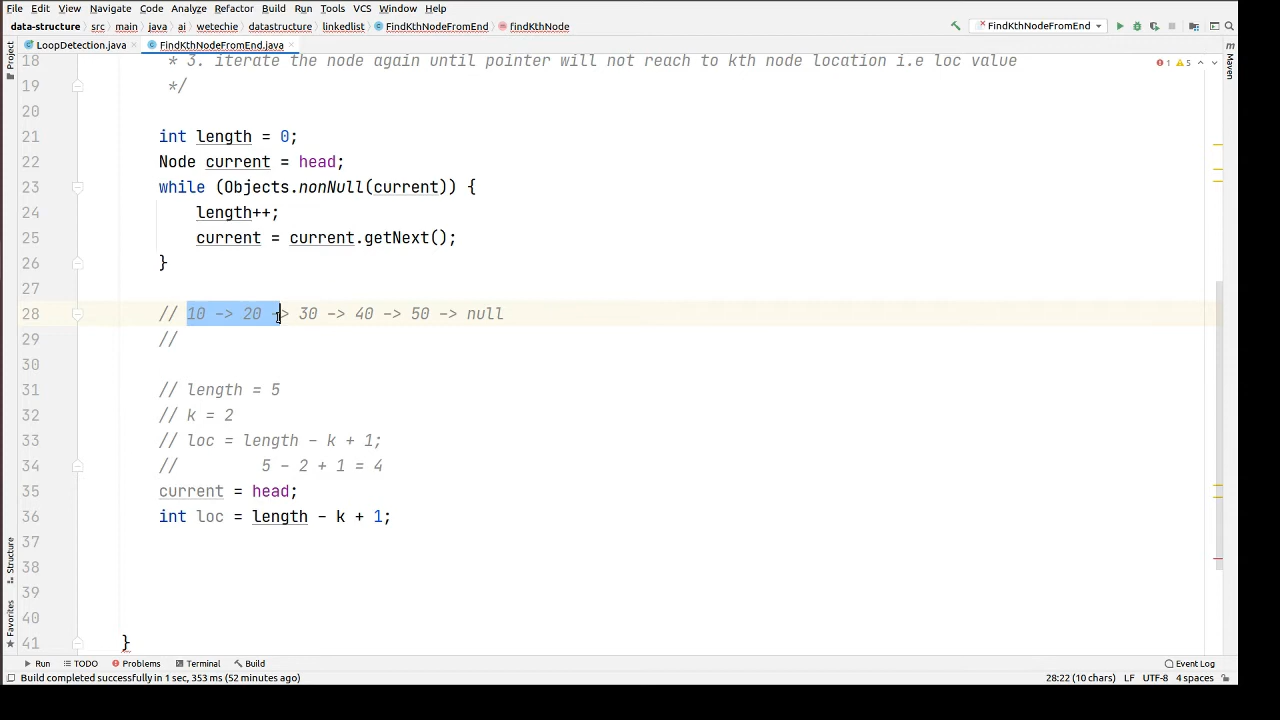 File Edit View Navigate Code Analyze Refactor Build Run Tools VCS Window Help
data-structure src main java ai wetechie datastructure linkedlist FindKthNodeFromEnd findKthNode FindKthNodeFromEnd
LoopDetection.java FindKthNodeFromEnd.java
Project
Maven
18 * 3. iterate the node again until pointer will not reach to kth node location i.e loc value
1 5
19 */
20
21 int length = 0;
22 Node current = head;
23 while (Objects.nonNull(current)) {
24 length++;
25 current = current.getNext();
26 }
27
28 // 10 -> 20 -> 30 -> 40 -> 50 -> null
29 //
30
31 // length = 5
32 // k = 2
33 // loc = length - k + 1;
34 // 5 - 2 + 1 = 4
35 current = head;
36 int loc = length - k + 1;
37
38
39
40
41 }
Structure
Favorites
Run TODO Problems Terminal Build Event Log
Build completed successfully in 1 sec, 353 ms (52 minutes ago) 28:22 (10 chars) LF UTF-8 4 spaces